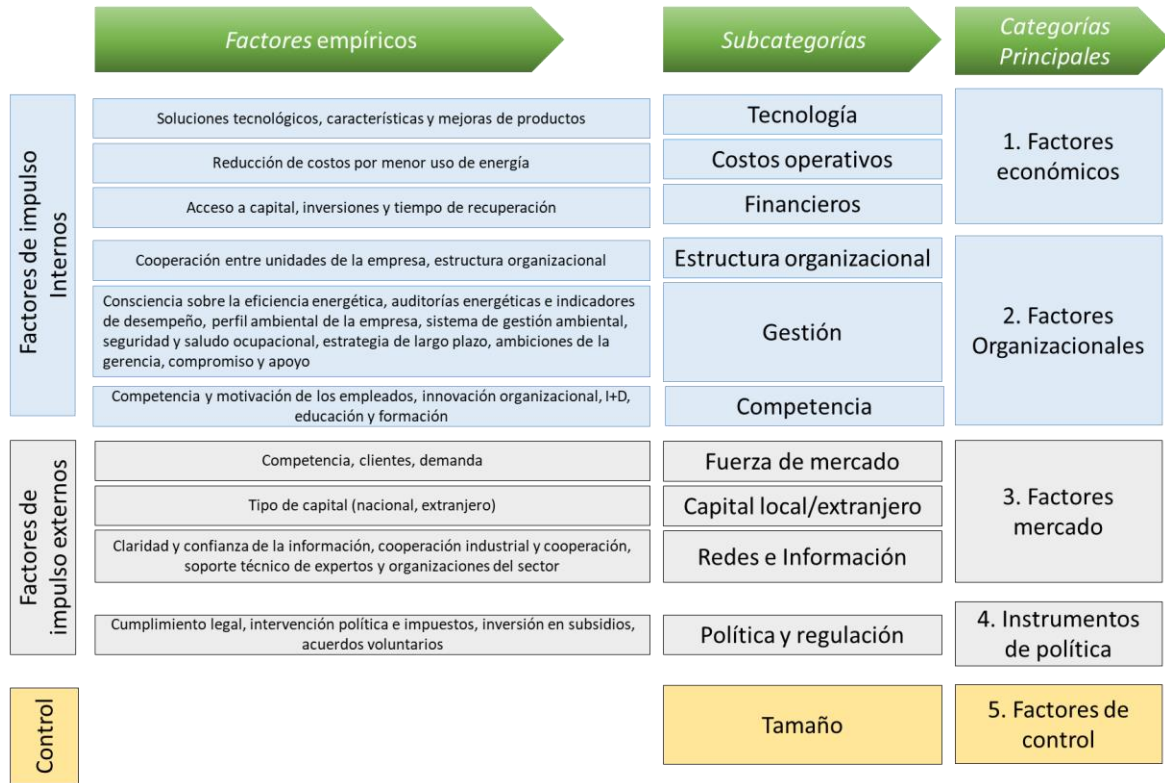 Factores empíricos
Subcategorías
Categorías
Principales
Factores de impulso
Internos
Soluciones tecnológicos, características y mejoras de productos
Tecnología
1. Factores
económicos
Reducción de costos por menor uso de energía
Costos operativos
Acceso a capital, inversiones y tiempo de recuperación
Financieros
Cooperación entre unidades de la empresa, estructura organizacional
Estructura organizacional
2. Factores
Organizacionales
Consciencia sobre la eficiencia energética, auditorías energéticas e indicadores
de desempeño, perfil ambiental de la empresa, sistema de gestión ambiental,
seguridad y saludo ocupacional, estrategia de largo plazo, ambiciones de la
gerencia, compromiso y apoyo
Gestión
Competencia y motivación de los empleados, innovación organizacional, I+D,
educación y formación
Competencia
Factores de
impulso externos
Competencia, clientes, demanda
Fuerza de mercado
3. Factores
mercado
Tipo de capital (nacional, extranjero)
Capital local/extranjero
Claridad y confianza de la información, cooperación industrial y cooperación,
soporte técnico de expertos y organizaciones del sector
Redes e Información
Cumplimiento legal, intervención política e impuestos, inversión en subsidios,
acuerdos voluntarios
Política y regulación
4. Instrumentos
de política
Control
Tamaño
5. Factores de
control